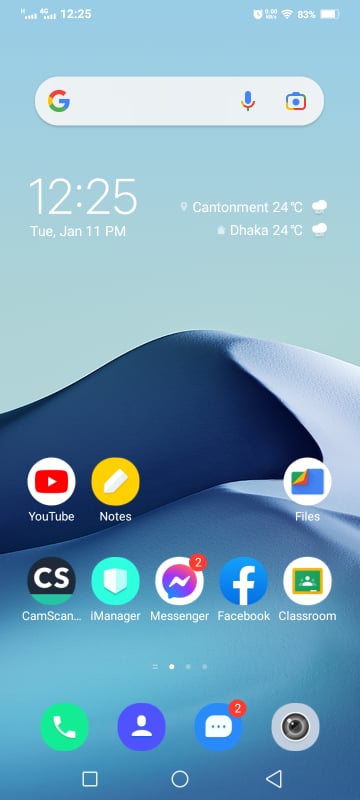 H 4G 12:25 0.00 KB/s 83%
12:25
Tue, Jan 11 PM
Cantonment 24℃
Dhaka 24℃
YouTube Notes Files
CS 2
CamScan... iManager Messenger Facebook Classroom
2